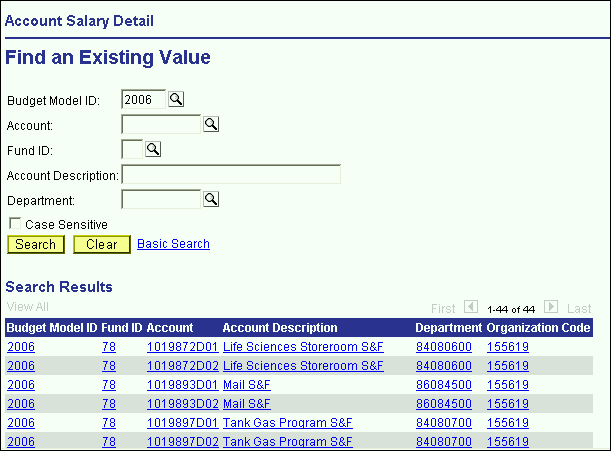 Account Salary Detail
Find an Existing Value
Budget Model ID: 2006
Account:
Fund ID:
Account Description:
Department:
Case Sensitive
Search Clear Basic Search
Search Results
View All First 1-44 of 44 Last
Budget Model ID Fund ID Account Account Description Department Organization Code
2006 78 1019872D01 Life Sciences Storeroom S&F 84080600 155619
2006 78 1019872D02 Life Sciences Storeroom S&F 84080600 155619
2006 78 1019893D01 Mail S&F 86084500 155619
2006 78 1019893D02 Mail S&F 86084500 155619
2006 78 1019897D01 Tank Gas Program S&F 84080700 155619
2006 78 1019897D02 Tank Gas Program S&F 84080700 155619